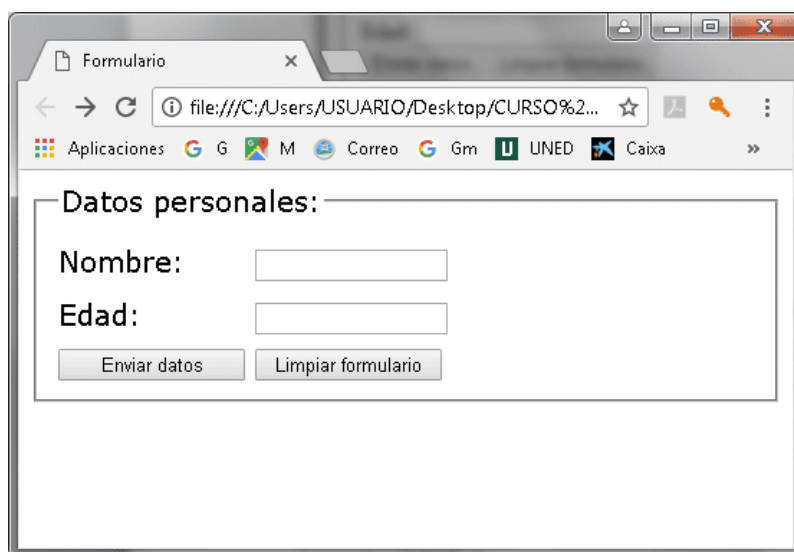 Formulario
file:///C:/Users/USUARIO/Desktop/CURSO%2...
Aplicaciones G M Correo Gm UNED Caixa »
Datos personales:
Nombre:
Edad:
Enviar datos Limpiar formulario